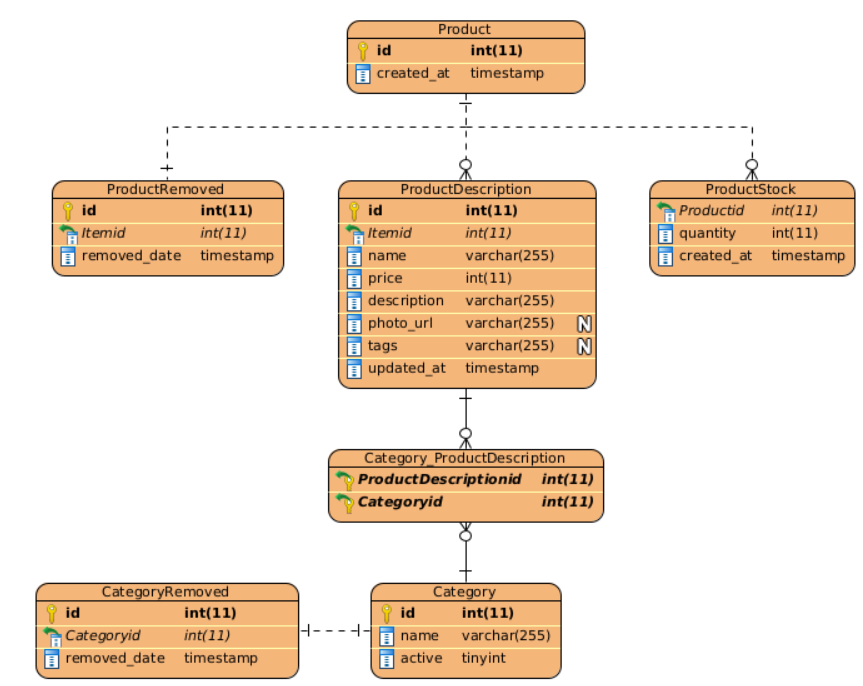 Product
id int(11)
created_at timestamp
ProductRemoved
id int(11)
Itemid int(11)
removed_date timestamp
ProductDescription
id int(11)
Itemid int(11)
name varchar(255)
price int(11)
description varchar(255)
photo_url varchar(255) N
tags varchar(255) N
updated_at timestamp
ProductStock
Productid int(11)
quantity int(11)
created_at timestamp
Category_ProductDescription
ProductDescriptionid int(11)
Categoryid int(11)
CategoryRemoved
id int(11)
Categoryid int(11)
removed_date timestamp
Category
id int(11)
name varchar(255)
active tinyint